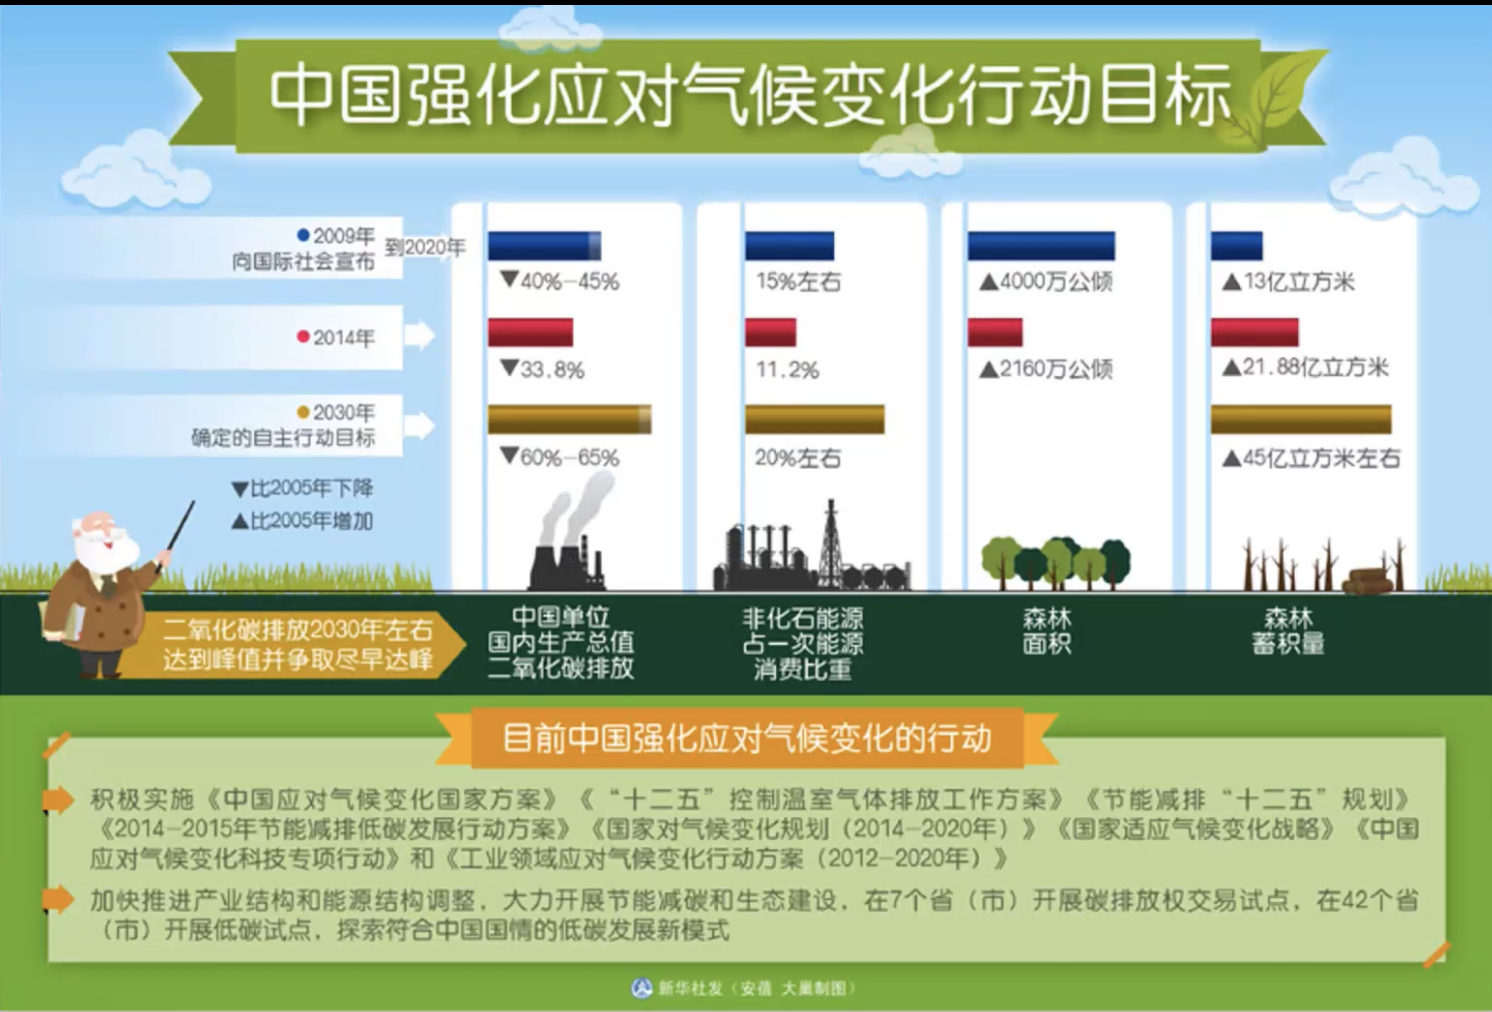 中国强化应对气候变化行动目标
●2009年
向国际社会宣布
到2020年
▼40%—45%
15%左右
▲4000万公倾
▲13亿立方米
●2014年
▼33.8%
11.2%
▲2160万公倾
▲21.88亿立方米
●2030年
确定的自主行动目标
▼60%—65%
20%左右
▲45亿立方米左右
▼比2005年下降
▲比2005年增加
二氧化碳排放2030年左右
达到峰值并争取尽早达峰
中国单位
国内生产总值
二氧化碳排放
非化石能源
占一次能源
消费比重
森林
面积
森林
蓄积量
目前中国强化应对气候变化的行动
积极实施《中国应对气候变化国家方案》《“十二五”控制温室气体排放工作方案》《节能减排“十二五”规划》
《2014—2015年节能减排低碳发展行动方案》《国家对气候变化规划（2014—2020年）》《国家适应气候变化战略》《中国
应对气候变化科技专项行动》和《工业领域应对气候变化行动方案（2012—2020年）》
加快推进产业结构和能源结构调整，大力开展节能减碳和生态建设，在7个省（市）开展碳排放权交易试点，在42个省
（市）开展低碳试点，探索符合中国国情的低碳发展新模式
新华社发（安蓓 大巢制图）